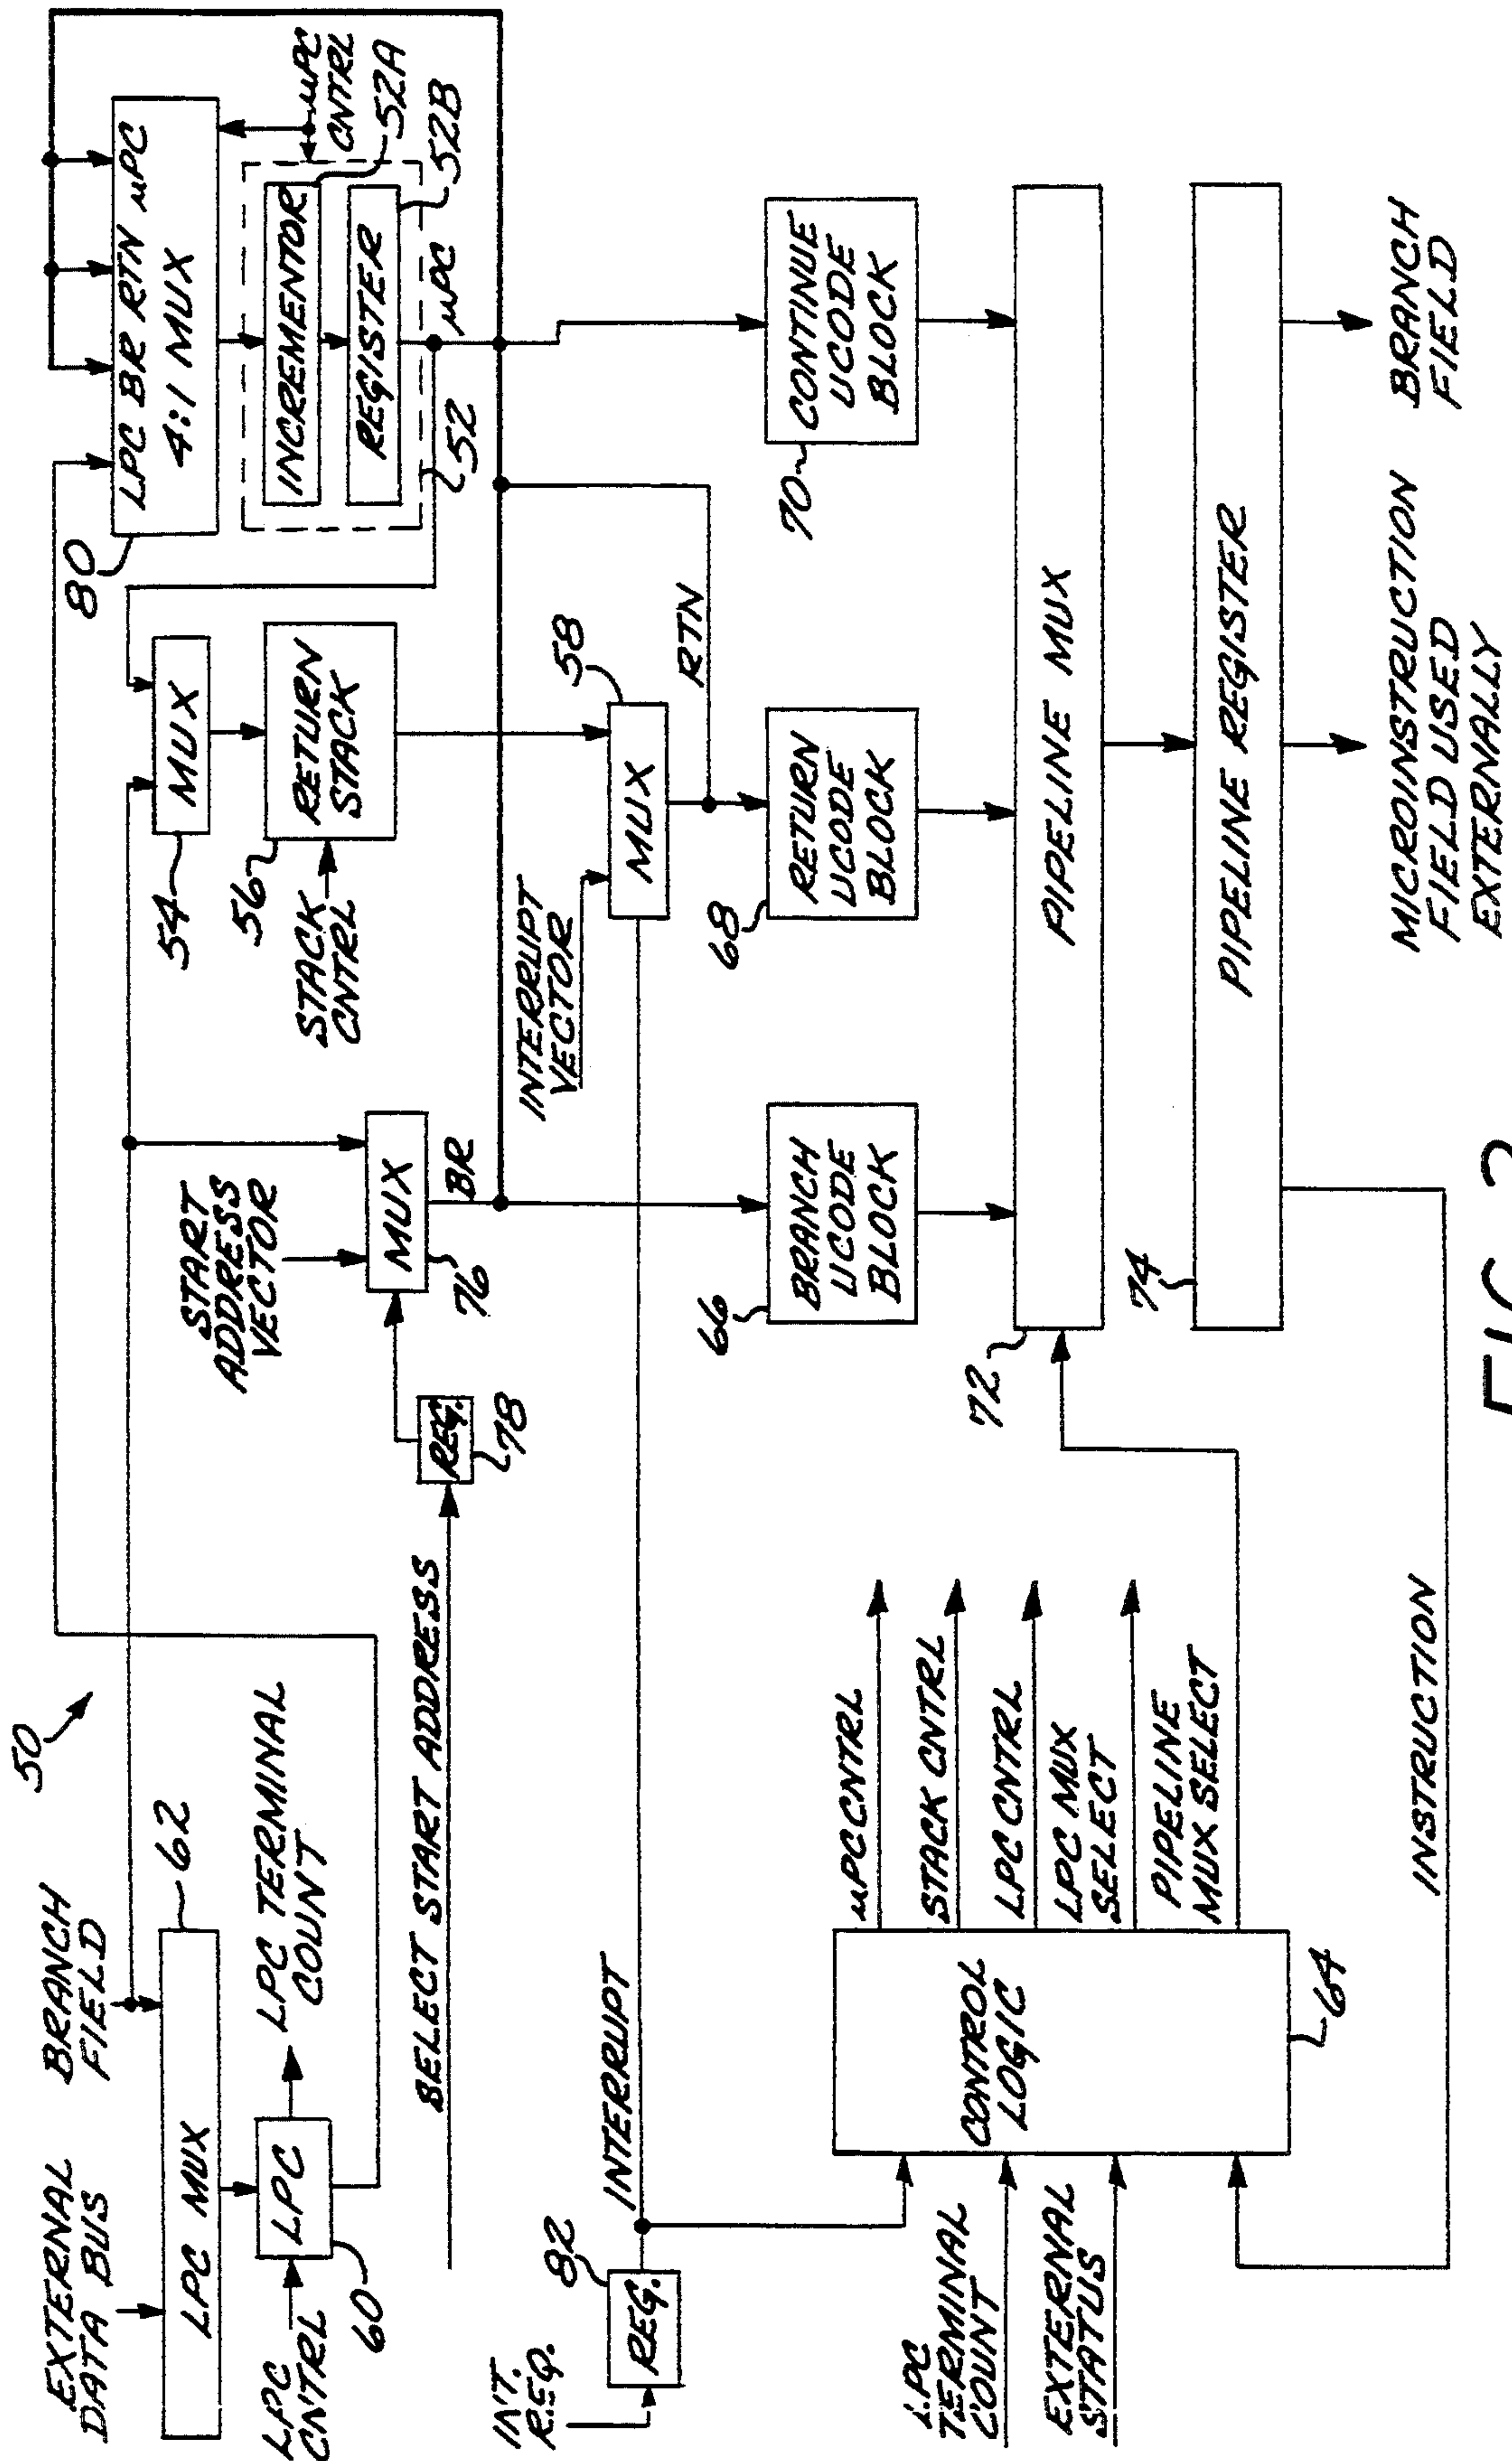 50
EXTERNAL
DATA BUS
BRANCH
FIELD
LPC MUX
62
LPC
CNTRL
LPC
60
LPC TERMINAL
COUNT
SELECT START ADDRESS
REG.
78
START
ADDRESS
VECTOR
MUX
76
BR
MUX
54
RETURN
STACK
56
STACK
CNTRL
80
LPC BR RTN µPC
4:1 MUX
INCREMENTOR
REGISTER
µPC
CNTRL
52A
52B
52
µPC
INT.
REQ.
REG.
82
INTERRUPT
INTERRUPT
VECTOR
MUX
58
RTN
BRANCH
UCODE
BLOCK
66
RETURN
UCODE
BLOCK
68
CONTINUE
UCODE
BLOCK
70
LPC
TERMINAL
COUNT
EXTERNAL
STATUS
CONTROL
LOGIC
64
µPC CNTRL
STACK CNTRL
LPC CNTRL
LPC MUX
SELECT
PIPELINE
MUX SELECT
PIPELINE MUX
72
PIPELINE REGISTER
74
INSTRUCTION
MICROINSTRUCTION
FIELD USED
EXTERNALLY
BRANCH
FIELD